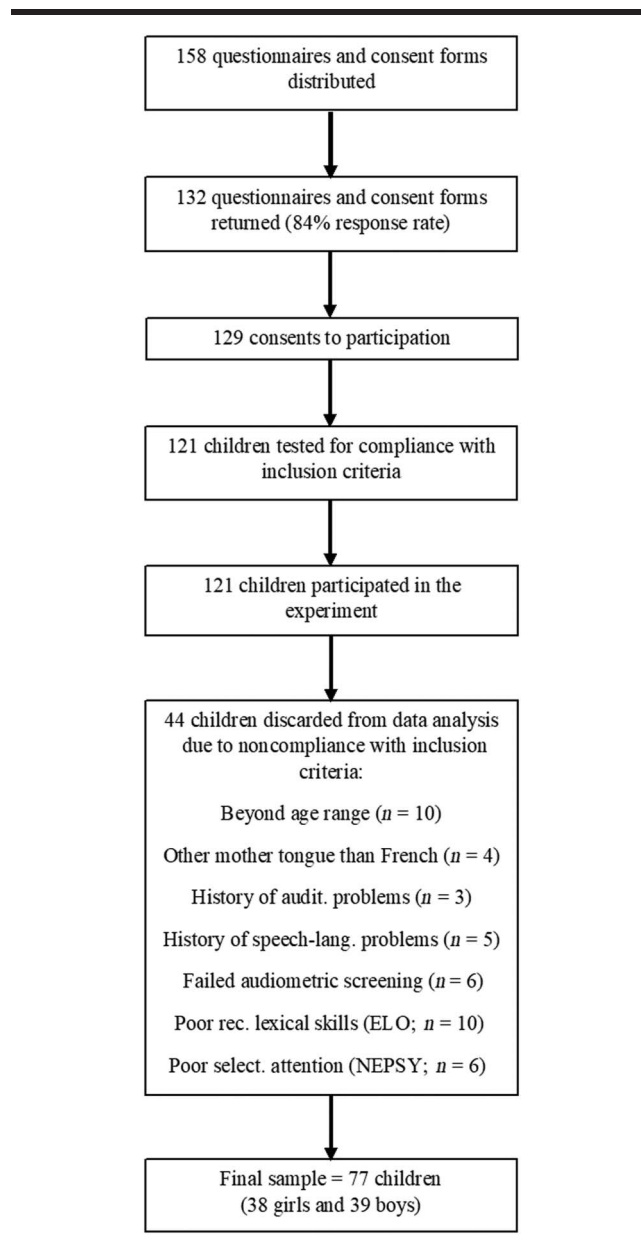 158 questionnaires and consent forms
distributed
132 questionnaires and consent forms
returned (84% response rate)
129 consents to participation
121 children tested for compliance with
inclusion criteria
121 children participated in the
experiment
44 children discarded from data analysis
due to noncompliance with inclusion
criteria:
Beyond age range (n = 10)
Other mother tongue than French (n = 4)
History of audit. problems (n = 3)
History of speech-lang. problems (n = 5)
Failed audiometric screening (n = 6)
Poor rec. lexical skills (ELO; n = 10)
Poor select. attention (NEPSY; n = 6)
Final sample = 77 children
(38 girls and 39 boys)